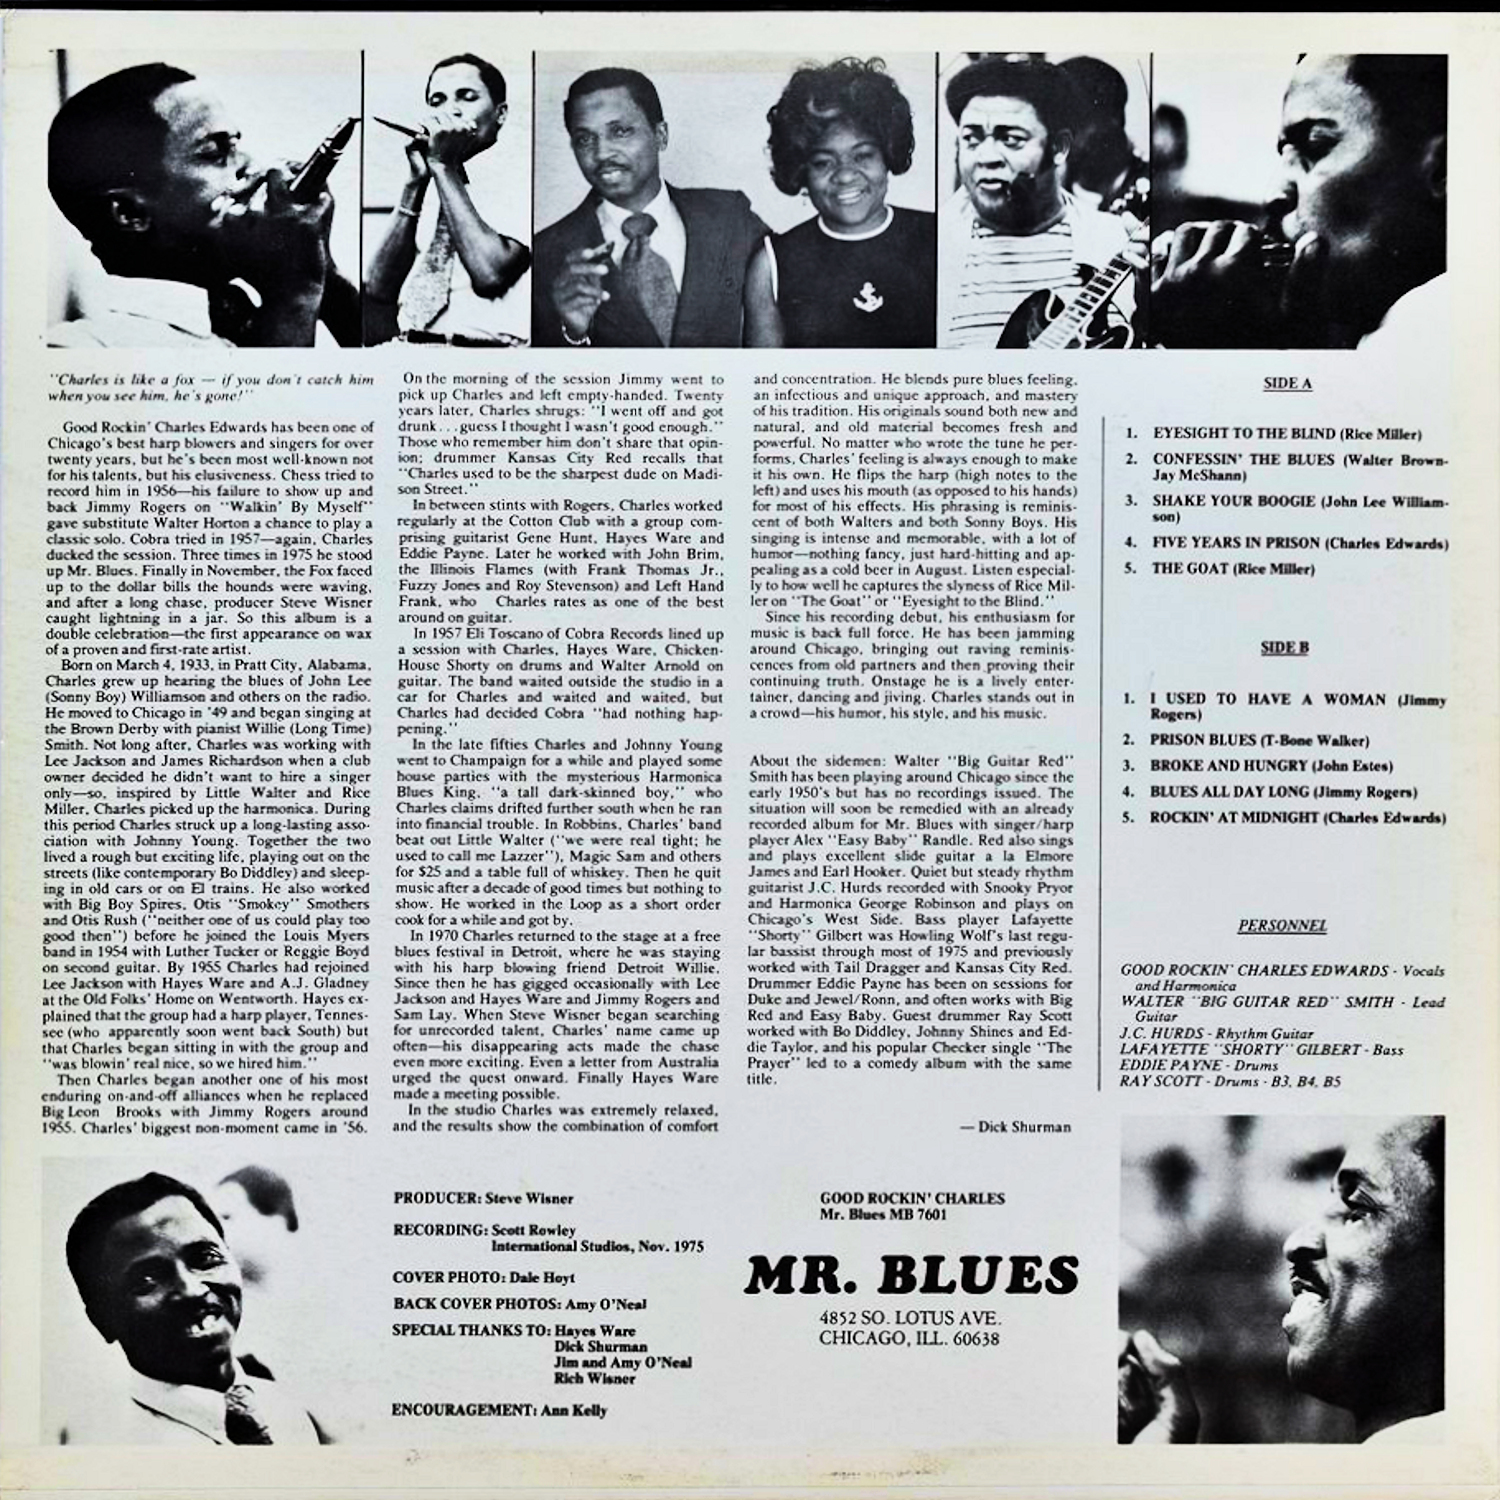 "Charles is like a fox — if you don't catch him
when you see him, he's gone!"
Good Rockin' Charles Edwards has been one of
Chicago's best harp blowers and singers for over
twenty years, but he's been most well-known not
for his talents, but his elusiveness. Chess tried to
record him in 1956—his failure to show up and
back Jimmy Rogers on "Walkin' By Myself"
gave substitute Walter Horton a chance to play a
classic solo. Cobra tried in 1957—again, Charles
ducked the session. Three times in 1975 he stood
up Mr. Blues. Finally in November, the Fox faced
up to the dollar bills the hounds were waving,
and after a long chase, producer Steve Wisner
caught lightning in a jar. So this album is a
double celebration—the first appearance on wax
of a proven and first-rate artist.
Born on March 4, 1933, in Pratt City, Alabama,
Charles grew up hearing the blues of John Lee
(Sonny Boy) Williamson and others on the radio.
He moved to Chicago in '49 and began singing at
the Brown Derby with pianist Willie (Long Time)
Smith. Not long after, Charles was working with
Lee Jackson and James Richardson when a club
owner decided he didn't want to hire a singer
only—so, inspired by Little Walter and Rice
Miller, Charles picked up the harmonica. During
this period Charles struck up a long-lasting asso-
ciation with Johnny Young. Together the two
lived a rough but exciting life, playing out on the
streets (like contemporary Bo Diddley) and sleep-
ing in old cars or on El trains. He also worked
with Big Boy Spires, Otis "Smokey" Smothers
and Otis Rush ("neither one of us could play too
good then") before he joined the Louis Myers
band in 1954 with Luther Tucker or Reggie Boyd
on second guitar. By 1955 Charles had rejoined
Lee Jackson with Hayes Ware and A.J. Gladney
at the Old Folks' Home on Wentworth. Hayes ex-
plained that the group had a harp player, Tennes-
see (who apparently soon went back South) but
that Charles began sitting in with the group and
"was blowin' real nice, so we hired him."
Then Charles began another one of his most
enduring on-and-off alliances when he replaced
Big Leon Brooks with Jimmy Rogers around
1955. Charles' biggest non-moment came in '56.
On the morning of the session Jimmy went to
pick up Charles and left empty-handed. Twenty
years later, Charles shrugs: "I went off and got
drunk...guess I thought I wasn't good enough."
Those who remember him don't share that opin-
ion; drummer Kansas City Red recalls that
"Charles used to be the sharpest dude on Madi-
son Street."
In between stints with Rogers, Charles worked
regularly at the Cotton Club with a group com-
prising guitarist Gene Hunt, Hayes Ware and
Eddie Payne. Later he worked with John Brim,
the Illinois Flames (with Frank Thomas Jr.,
Fuzzy Jones and Roy Stevenson) and Left Hand
Frank, who Charles rates as one of the best
around on guitar.
In 1957 Eli Toscano of Cobra Records lined up
a session with Charles, Hayes Ware, Chicken-
House Shorty on drums and Walter Arnold on
guitar. The band waited outside the studio in a
car for Charles and waited and waited, but
Charles had decided Cobra "had nothing hap-
pening."
In the late fifties Charles and Johnny Young
went to Champaign for a while and played some
house parties with the mysterious Harmonica
Blues King, "a tall dark-skinned boy," who
Charles claims drifted further south when he ran
into financial trouble. In Robbins, Charles' band
beat out Little Walter ("we were real tight; he
used to call me Lazzer"), Magic Sam and others
for $25 and a table full of whiskey. Then he quit
music after a decade of good times but nothing to
show. He worked in the Loop as a short order
cook for a while and got by.
In 1970 Charles returned to the stage at a free
blues festival in Detroit, where he was staying
with his harp blowing friend Detroit Willie.
Since then he has gigged occasionally with Lee
Jackson and Hayes Ware and Jimmy Rogers and
Sam Lay. When Steve Wisner began searching
for unrecorded talent, Charles' name came up
often—his disappearing acts made the chase
even more exciting. Even a letter from Australia
urged the quest onward. Finally Hayes Ware
made a meeting possible.
In the studio Charles was extremely relaxed,
and the results show the combination of comfort
and concentration. He blends pure blues feeling,
an infectious and unique approach, and mastery
of his tradition. His originals sound both new and
natural, and old material becomes fresh and
powerful. No matter who wrote the tune he per-
forms, Charles' feeling is always enough to make
it his own. He flips the harp (high notes to the
left) and uses his mouth (as opposed to his hands)
for most of his effects. His phrasing is reminis-
cent of both Walters and both Sonny Boys. His
singing is intense and memorable, with a lot of
humor—nothing fancy, just hard-hitting and ap-
pealing as a cold beer in August. Listen especial-
ly to how well he captures the slyness of Rice Mil-
ler on "The Goat" or "Eyesight to the Blind."
Since his recording debut, his enthusiasm for
music is back full force. He has been jamming
around Chicago, bringing out raving reminis-
cences from old partners and then proving their
continuing truth. Onstage he is a lively enter-
tainer, dancing and jiving. Charles stands out in
a crowd—his humor, his style, and his music.
About the sidemen: Walter "Big Guitar Red"
Smith has been playing around Chicago since the
early 1950's but has no recordings issued. The
situation will soon be remedied with an already
recorded album for Mr. Blues with singer/harp
player Alex "Easy Baby" Randle. Red also sings
and plays excellent slide guitar a la Elmore
James and Earl Hooker. Quiet but steady rhythm
guitarist J.C. Hurds recorded with Snooky Pryor
and Harmonica George Robinson and plays on
Chicago's West Side. Bass player Lafayette
"Shorty" Gilbert was Howling Wolf's last regu-
lar bassist through most of 1975 and previously
worked with Tail Dragger and Kansas City Red.
Drummer Eddie Payne has been on sessions for
Duke and Jewel/Ronn, and often works with Big
Red and Easy Baby. Guest drummer Ray Scott
worked with Bo Diddley, Johnny Shines and Ed-
die Taylor, and his popular Checker single "The
Prayer" led to a comedy album with the same
title.
— Dick Shurman
SIDE A
1. EYESIGHT TO THE BLIND (Rice Miller)
2. CONFESSIN' THE BLUES (Walter Brown-
Jay McShann)
3. SHAKE YOUR BOOGIE (John Lee William-
son)
4. FIVE YEARS IN PRISON (Charles Edwards)
5. THE GOAT (Rice Miller)
SIDE B
1. I USED TO HAVE A WOMAN (Jimmy
Rogers)
2. PRISON BLUES (T-Bone Walker)
3. BROKE AND HUNGRY (John Estes)
4. BLUES ALL DAY LONG (Jimmy Rogers)
5. ROCKIN' AT MIDNIGHT (Charles Edwards)
PERSONNEL
GOOD ROCKIN' CHARLES EDWARDS - Vocals
and Harmonica
WALTER "BIG GUITAR RED" SMITH - Lead
Guitar
J.C. HURDS - Rhythm Guitar
LAFAYETTE "SHORTY" GILBERT - Bass
EDDIE PAYNE - Drums
RAY SCOTT - Drums - B3, B4, B5
PRODUCER: Steve Wisner
RECORDING: Scott Rowley
International Studios, Nov. 1975
COVER PHOTO: Dale Hoyt
BACK COVER PHOTOS: Amy O'Neal
SPECIAL THANKS TO: Hayes Ware
Dick Shurman
Jim and Amy O'Neal
Rich Wisner
ENCOURAGEMENT: Ann Kelly
GOOD ROCKIN' CHARLES
Mr. Blues MB 7601
MR. BLUES
4852 SO. LOTUS AVE.
CHICAGO, ILL. 60638